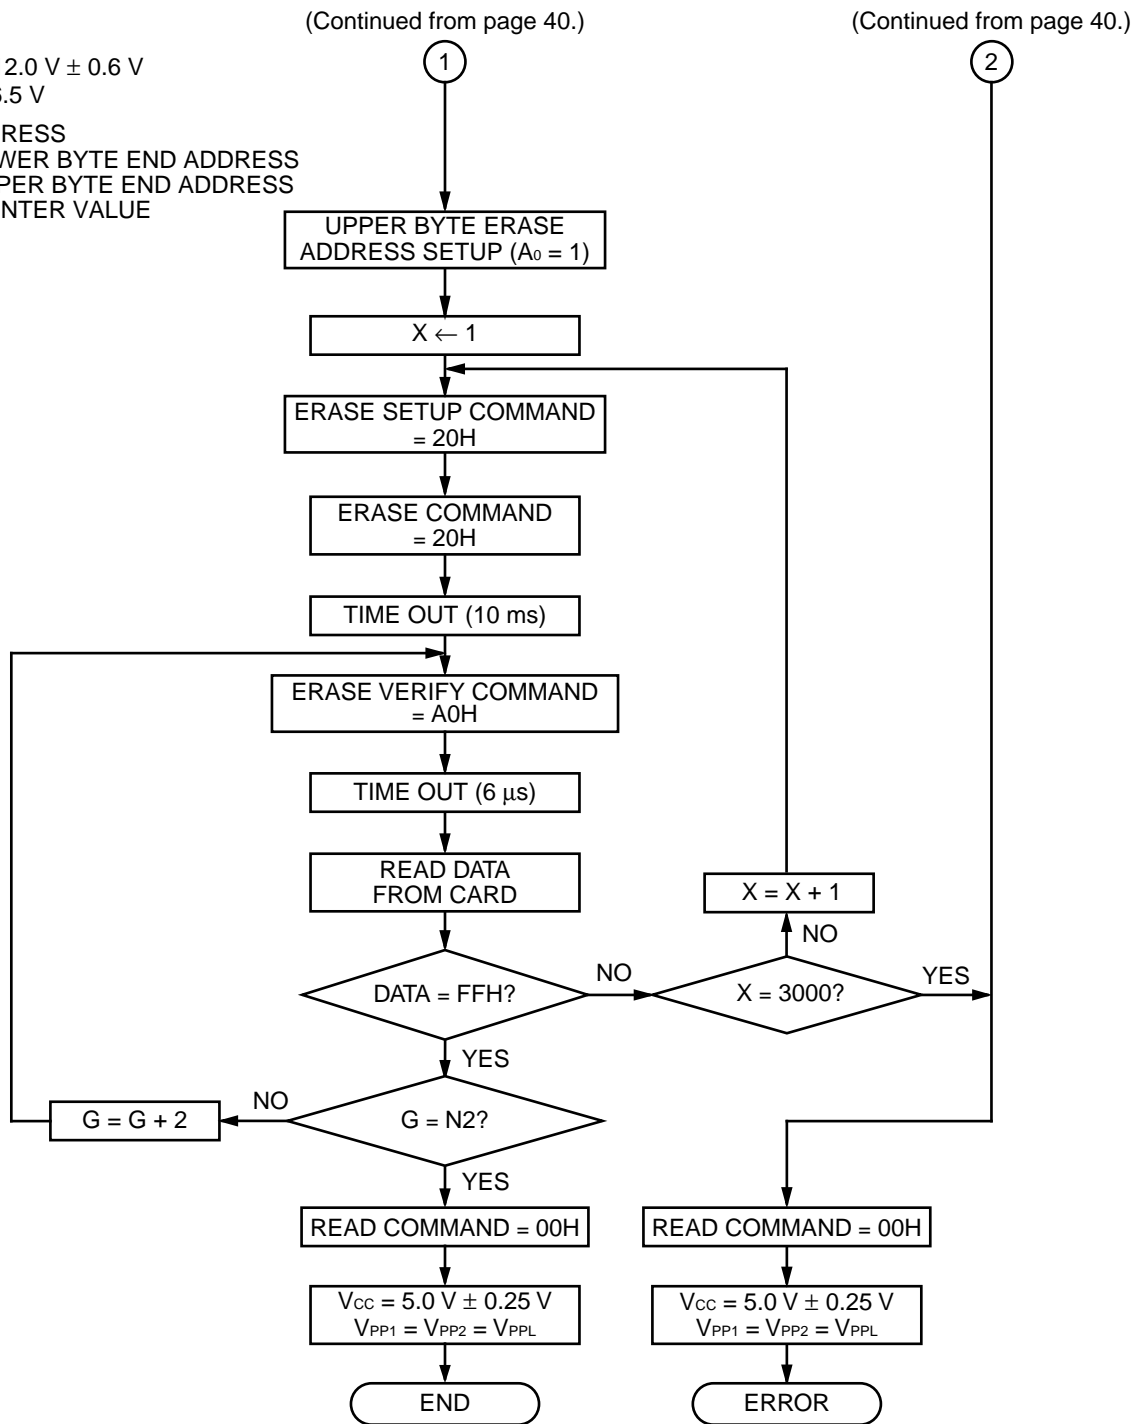 (Continued from page 40.)
(Continued from page 40.)
1
2
2.0 V ± 0.6 V
.5 V
RESS
WER BYTE END ADDRESS
PER BYTE END ADDRESS
NTER VALUE
UPPER BYTE ERASE
ADDRESS SETUP (A0 = 1)
X ← 1
ERASE SETUP COMMAND
= 20H
ERASE COMMAND
= 20H
TIME OUT (10 ms)
ERASE VERIFY COMMAND
= A0H
TIME OUT (6 μs)
READ DATA
FROM CARD
X = X + 1
NO
DATA = FFH?
NO
X = 3000?
YES
YES
G = G + 2
NO
G = N2?
YES
READ COMMAND = 00H
READ COMMAND = 00H
VCC = 5.0 V ± 0.25 V
VPP1 = VPP2 = VPPL
VCC = 5.0 V ± 0.25 V
VPP1 = VPP2 = VPPL
END
ERROR